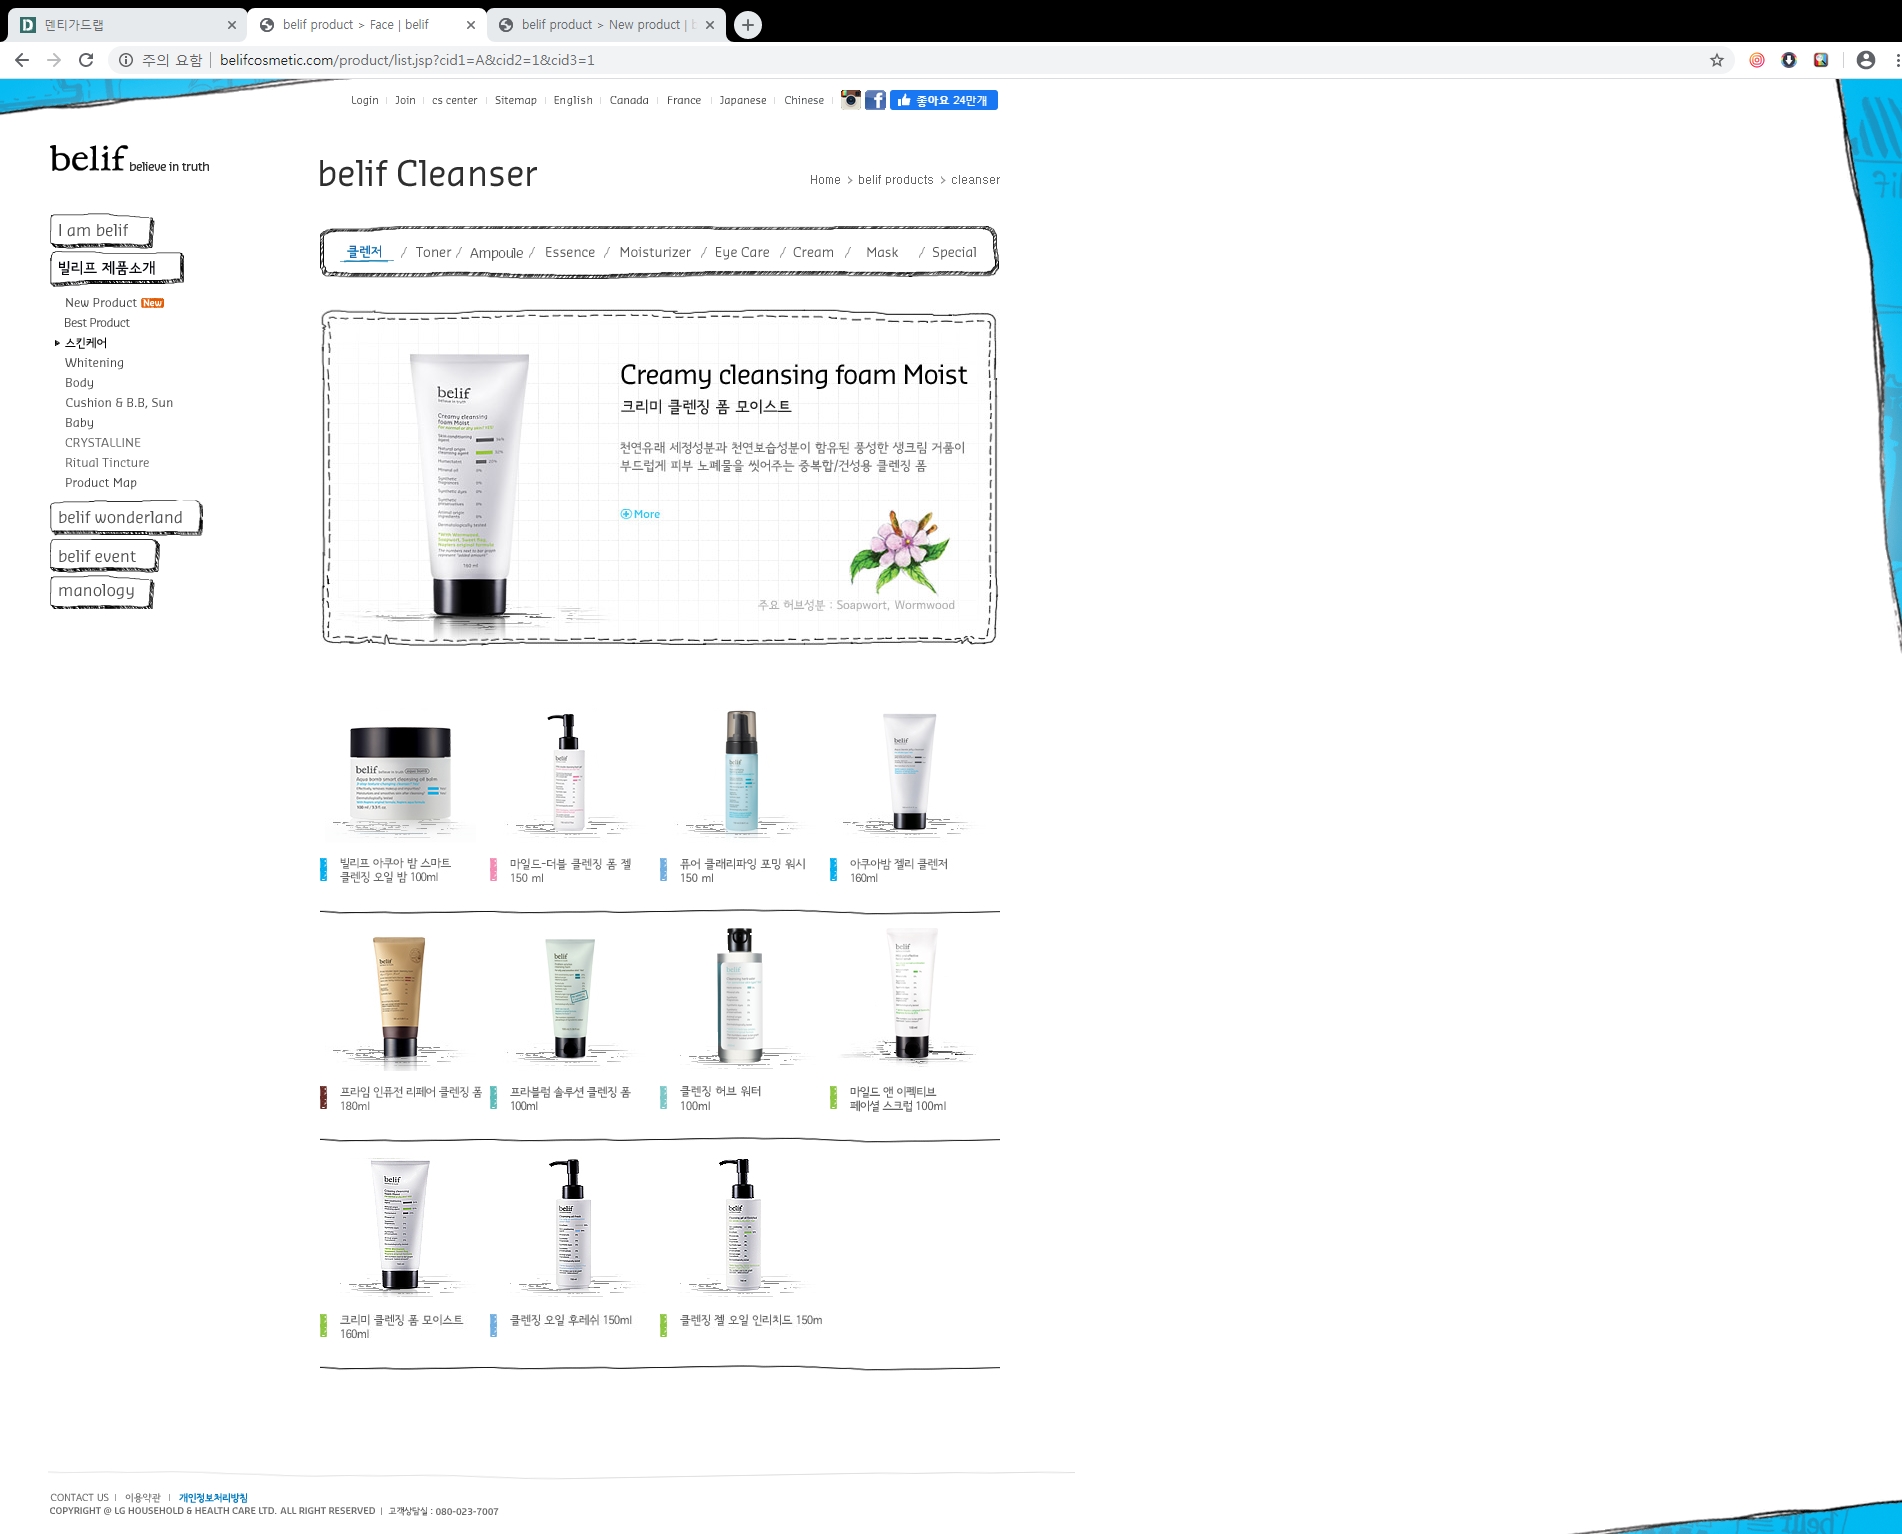 덴티가드랩
belif product > Face | belif
belif product > New product |
주의 요함
belifcosmetic.com/product/list.jsp?cid1=A&cid2=1&cid3=1
Login
Join
cs center
Sitemap
English
Canada
France
Japanese
Chinese
좋아요 24만개
belif believe in truth
belif Cleanser
Home > belif products > cleanser
I am belif
빌리프 제품소개
New Product New
Best Product
스킨케어
Whitening
Body
Cushion & B.B, Sun
Baby
CRYSTALLINE
Ritual Tincture
Product Map
belif wonderland
belif event
manology
클렌저 / Toner / Ampoule / Essence / Moisturizer / Eye Care / Cream / Mask / Special
belif
believe in truth
Creamy cleansing
foam Moist
Creamy cleansing foam Moist
크리미 클렌징 폼 모이스트
천연유래 세정성분과 천연보습성분이 함유된 풍성한 생크림 거품이
부드럽게 피부 노폐물을 씻어주는 중복합/건성용 클렌징 폼
More
주요 허브성분 : Soapwort, Wormwood
빌리프 아쿠아 밤 스마트
클렌징 오일 밤 100ml
마일드-더블 클렌징 폼 젤
150 ml
퓨어 클래리파잉 포밍 워시
150 ml
아쿠아밤 젤리 클렌저
160ml
프라임 인퓨전 리페어 클렌징 폼
180ml
프라블럼 솔루션 클렌징 폼
100ml
클렌징 허브 워터
100ml
마일드 앤 이펙티브
페이셜 스크럽 100ml
크리미 클렌징 폼 모이스트
160ml
클렌징 오일 후레쉬 150ml
클렌징 젤 오일 인리치드 150m
CONTACT US | 이용약관 | 개인정보처리방침
COPYRIGHT @ LG HOUSEHOLD & HEALTH CARE LTD. ALL RIGHT RESERVED | 고객상담실 : 080-023-7007